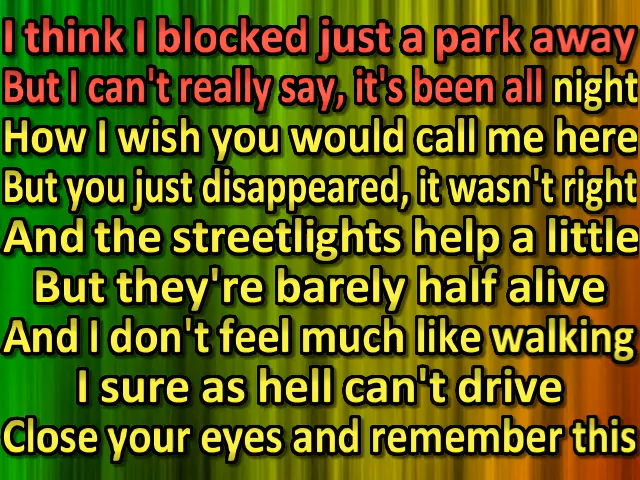 I think I blocked just a park away
But I can't really say, it's been all night
How I wish you would call me here
But you just disappeared, it wasn't right
And the streetlights help a little
But they're barely half alive
And I don't feel much like walking
I sure as hell can't drive
Close your eyes and remember this